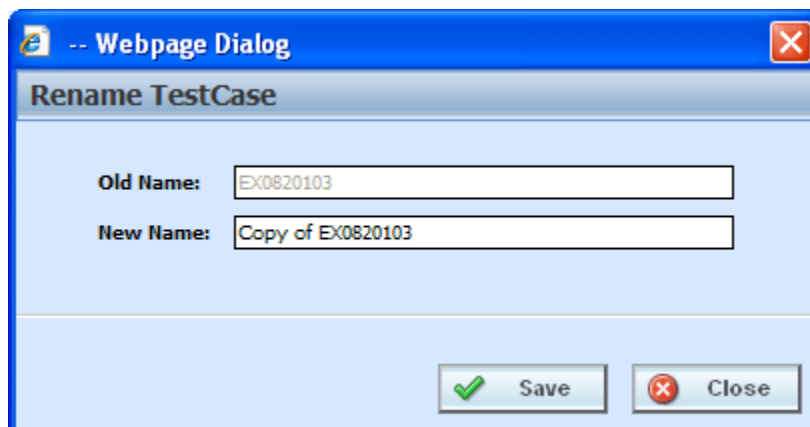 -- Webpage Dialog
Rename TestCase
Old Name: EX0820103
New Name: Copy of EX0820103
Save Close